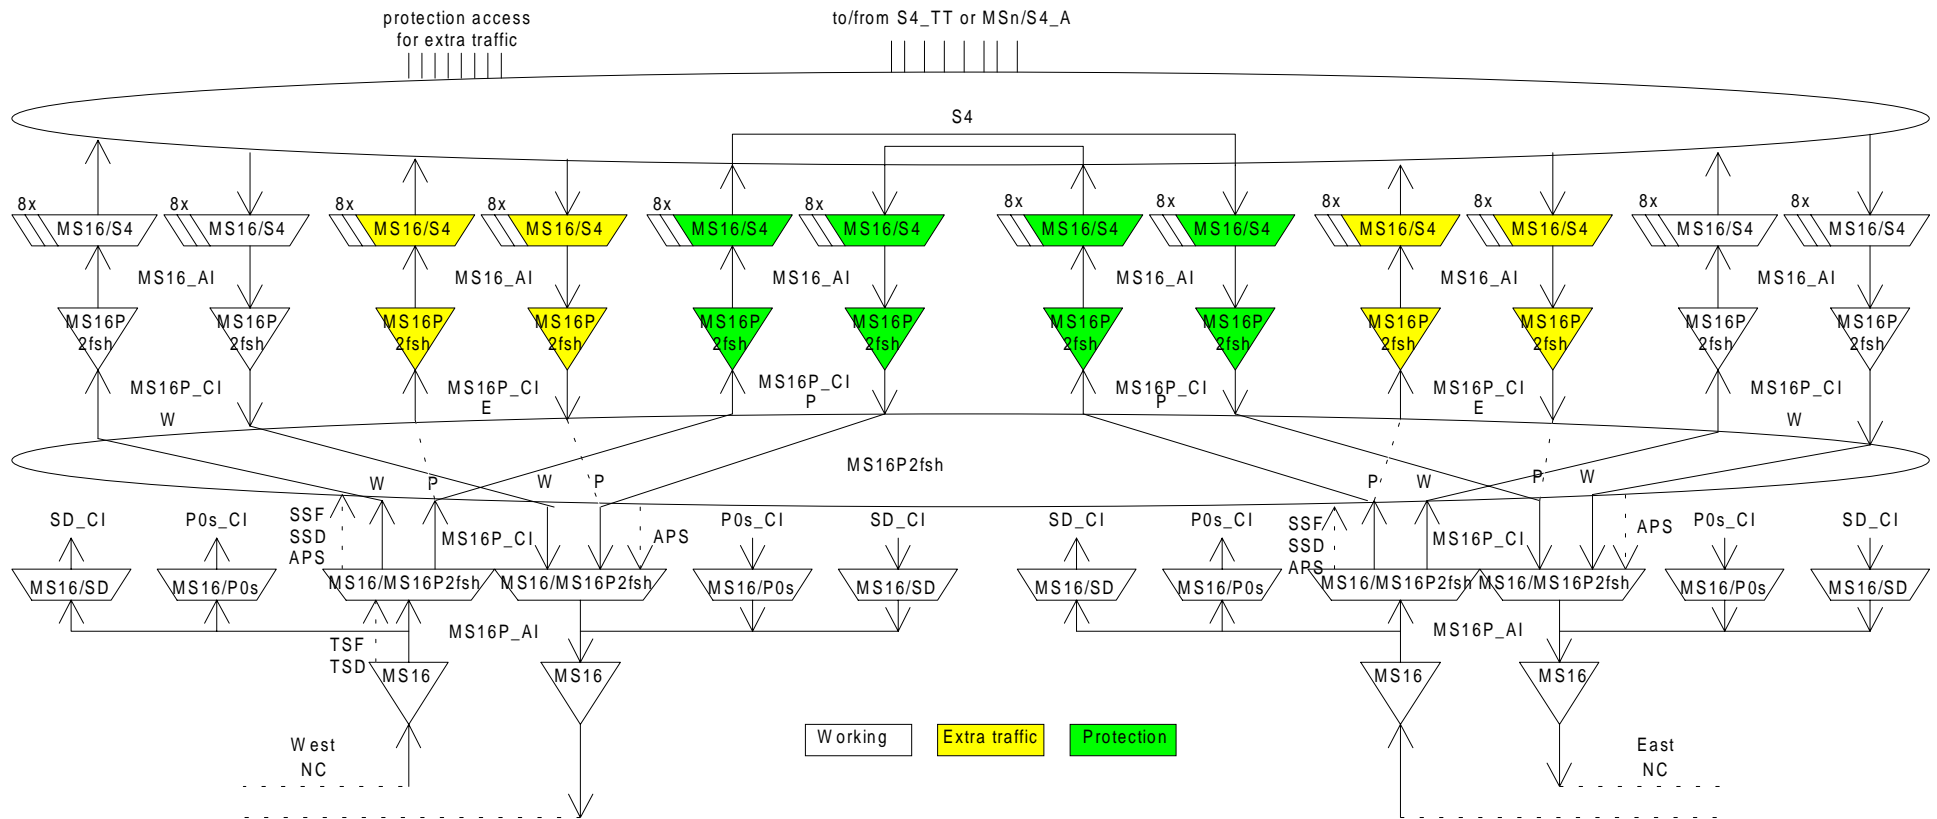 protection access
for extra traffic
to/from S4_TT or MSn/S4_A
S4
8x 8x 8x 8x 8x 8x 8x 8x 8x 8x 8x 8x
MS16/S4 MS16/S4 MS16/S4 MS16/S4 MS16/S4 MS16/S4 MS16/S4 MS16/S4 MS16/S4 MS16/S4 MS16/S4 MS16/S4
MS16_AI MS16_AI MS16_AI MS16_AI MS16_AI MS16_AI
MS16P MS16P MS16P MS16P MS16P MS16P MS16P MS16P MS16P MS16P MS16P MS16P
2fsh 2fsh 2fsh 2fsh 2fsh 2fsh 2fsh 2fsh 2fsh 2fsh 2fsh 2fsh
MS16P_CI MS16P_CI MS16P_CI MS16P_CI MS16P_CI MS16P_CI
W E P P E W
MS16P2fsh
W P W P P W P W
SD_CI P0s_CI SSF P0s_CI SD_CI SD_CI P0s_CI SSF P0s_CI SD_CI
SSD MS16P_CI APS SSD MS16P_CI APS
APS APS
MS16/SD MS16/P0s MS16/MS16P2fsh MS16/MS16P2fsh MS16/P0s MS16/SD MS16/SD MS16/P0s MS16/MS16P2fsh MS16/MS16P2fsh MS16/P0s MS16/SD
TSF MS16P_AI MS16P_AI
TSD
MS16 MS16 MS16 MS16
Working Extra traffic Protection
West East
NC NC